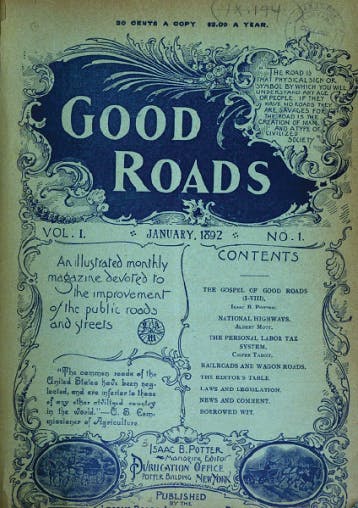 20 CENTS A COPY $2.00 A YEAR.
THE ROAD IS
THAT PHYSICAL SIGN OR
SYMBOL BY WHICH YOU WILL
UNDERSTAND ANY AGE
OR PEOPLE. IF THEY
HAVE NO ROADS THEY
ARE SAVAGES FOR
THE ROAD IS THE
CREATION OF MAN
AND A TYPE OF
CIVILIZED
SOCIETY
GOOD
ROADS
VOL. 1. JANUARY, 1892 NO. 1.
An illustrated monthly
magazine devoted to
the improvement
of the public roads
and streets
"The common roads of the
United States have been neg-
lected, and are inferior to those
of any other civilized country
in the world."—U. S. Com-
missioner of Agriculture.
CONTENTS
THE GOSPEL OF GOOD ROADS
(I-VIII),
ISAAC B. POTTER.
NATIONAL HIGHWAYS.
ALBERT MOTT.
THE PERSONAL LABOR TAX
SYSTEM.
RAILROADS AND WAGON ROADS.
THE EDITOR'S TABLE.
LAWS AND LEGISLATION.
NEWS AND COMMENT.
BORROWED WIT.
ISAAC B. POTTER
Managing Editor
PUBLICATION OFFICE,
POTTER BUILDING NEW YORK
PUBLISHED
BY THE